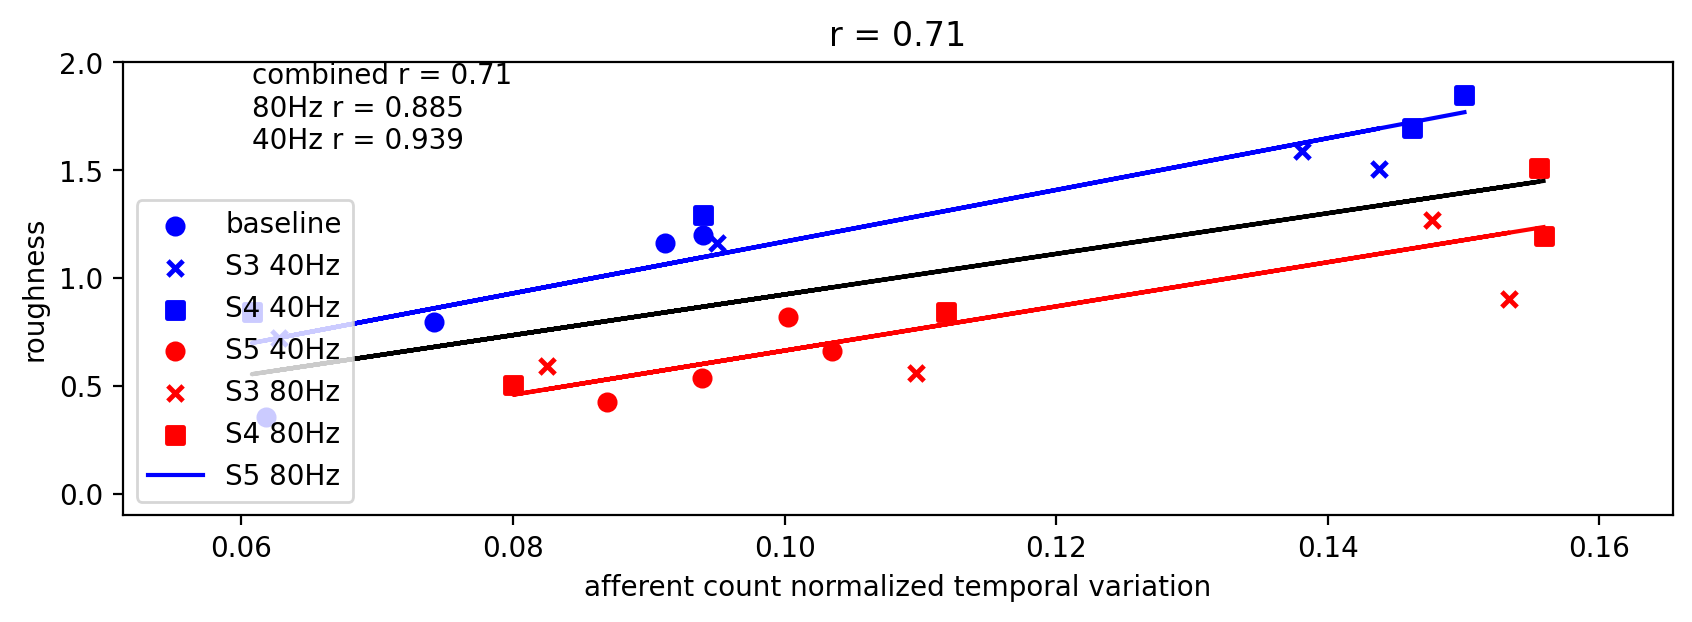 r = 0.71
combined r = 0.71
80Hz r = 0.885
40Hz r = 0.939
2.0
1.5
1.0
0.5
0.0
roughness
baseline
S3 40Hz
S4 40Hz
S5 40Hz
S3 80Hz
S4 80Hz
S5 80Hz
0.06
0.08
0.10
0.12
0.14
0.16
afferent count normalized temporal variation